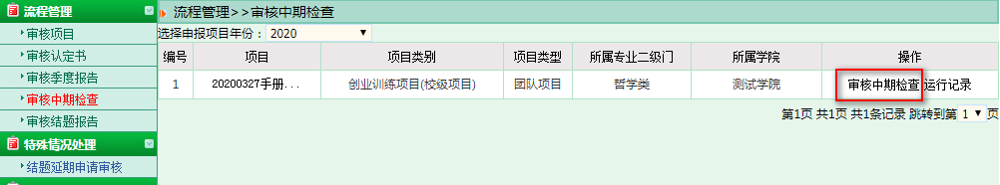 流程管理
审核项目
审核认定书
审核季度报告
审核中期检查
审核结题报告
特殊情况处理
结题延期申请审核
流程管理>>审核中期检查
选择申报项目年份： 2020
编号 项目 项目类别 项目类型 所属专业二级门 所属学院 操作
1 20200327手册... 创业训练项目(校级项目) 团队项目 哲学类 测试学院 审核中期检查 运行记录
第1页 共1页 共1条记录 跳转到第 1 页